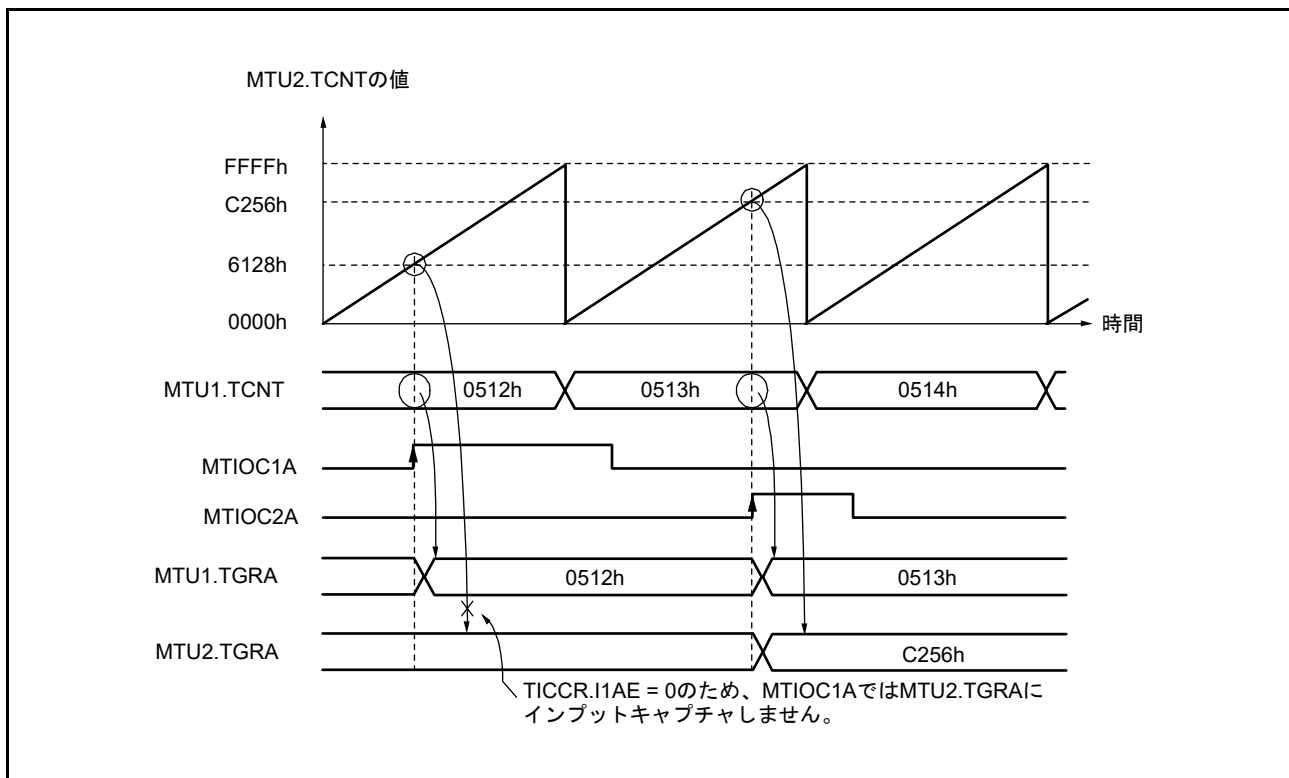 MTU2.TCNTの値
FFFFh
C256h
6128h
0000h
時間
MTU1.TCNT
0512h
0513h
0514h
MTIOC1A
MTIOC2A
MTU1.TGRA
0512h
0513h
MTU2.TGRA
C256h
TICCR.I1AE = 0のため、MTIOC1AではMTU2.TGRAに
インプットキャプチャしません。